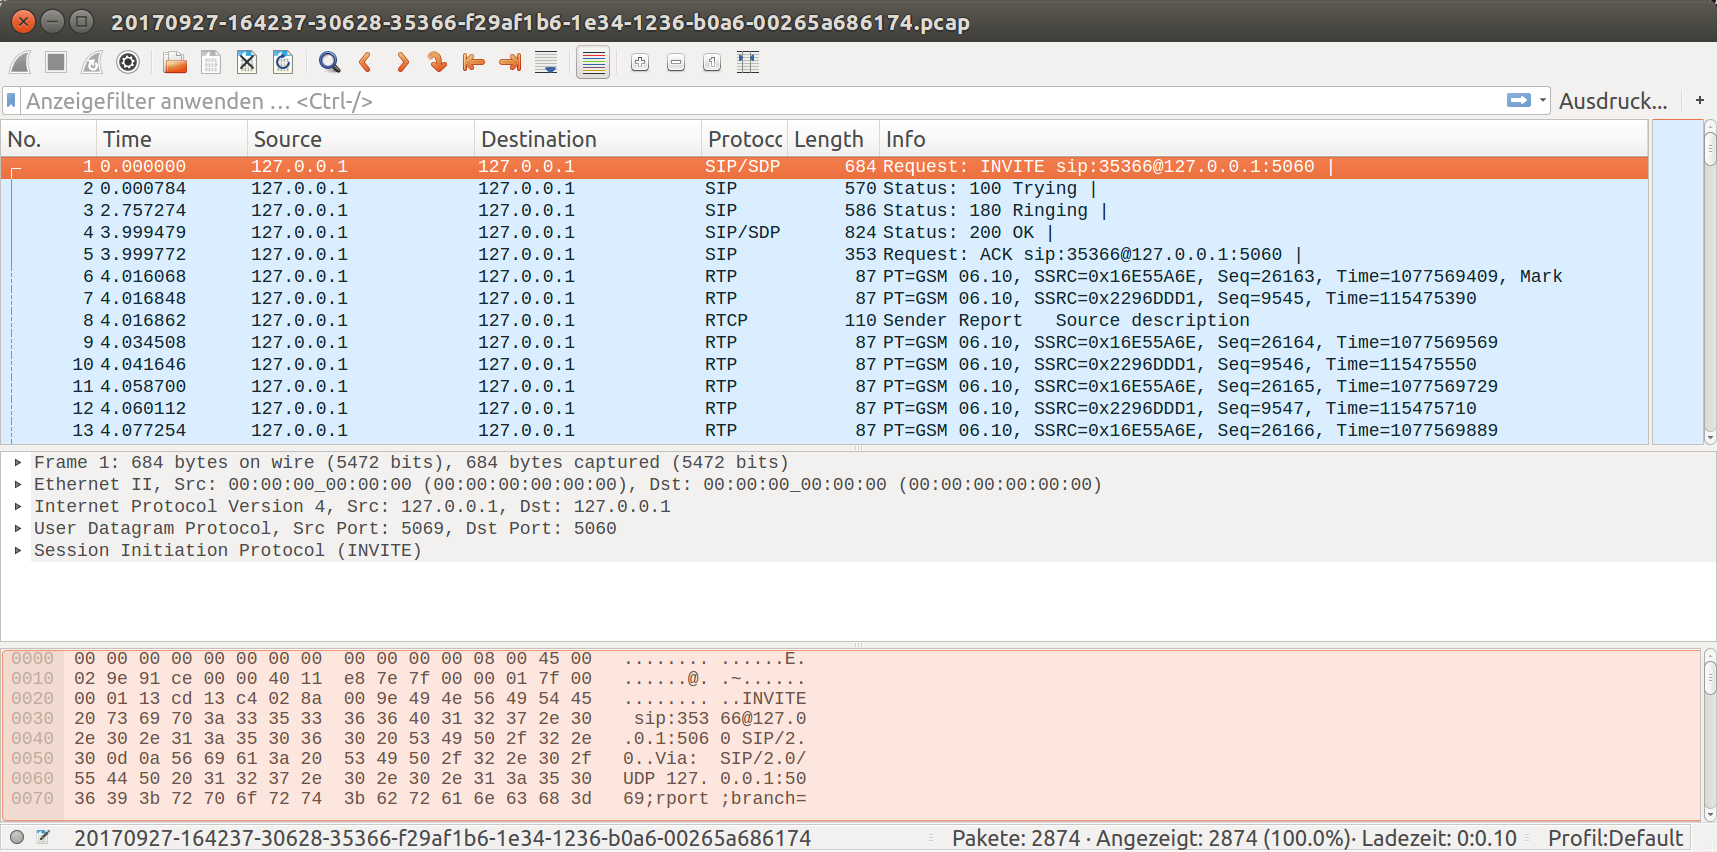 20170927-164237-30628-35366-f29af1b6-1e34-1236-b0a6-00265a686174.pcap
Anzeigefilter anwenden … <Ctrl-/> Ausdruck… +
No. Time Source Destination Protocc Length Info
1 0.000000 127.0.0.1 127.0.0.1 SIP/SDP 684 Request: INVITE sip:35366@127.0.0.1:5060 |
2 0.000784 127.0.0.1 127.0.0.1 SIP 570 Status: 100 Trying |
3 2.757274 127.0.0.1 127.0.0.1 SIP 586 Status: 180 Ringing |
4 3.999479 127.0.0.1 127.0.0.1 SIP/SDP 824 Status: 200 OK |
5 3.999772 127.0.0.1 127.0.0.1 SIP 353 Request: ACK sip:35366@127.0.0.1:5060 |
6 4.016068 127.0.0.1 127.0.0.1 RTP 87 PT=GSM 06.10, SSRC=0x16E55A6E, Seq=26163, Time=1077569409, Mark
7 4.016848 127.0.0.1 127.0.0.1 RTP 87 PT=GSM 06.10, SSRC=0x2296DDD1, Seq=9545, Time=115475390
8 4.016862 127.0.0.1 127.0.0.1 RTCP 110 Sender Report Source description
9 4.034508 127.0.0.1 127.0.0.1 RTP 87 PT=GSM 06.10, SSRC=0x16E55A6E, Seq=26164, Time=1077569569
10 4.041646 127.0.0.1 127.0.0.1 RTP 87 PT=GSM 06.10, SSRC=0x2296DDD1, Seq=9546, Time=115475550
11 4.058700 127.0.0.1 127.0.0.1 RTP 87 PT=GSM 06.10, SSRC=0x16E55A6E, Seq=26165, Time=1077569729
12 4.060112 127.0.0.1 127.0.0.1 RTP 87 PT=GSM 06.10, SSRC=0x2296DDD1, Seq=9547, Time=115475710
13 4.077254 127.0.0.1 127.0.0.1 RTP 87 PT=GSM 06.10, SSRC=0x16E55A6E, Seq=26166, Time=1077569889
Frame 1: 684 bytes on wire (5472 bits), 684 bytes captured (5472 bits)
Ethernet II, Src: 00:00:00_00:00:00 (00:00:00:00:00:00), Dst: 00:00:00_00:00:00 (00:00:00:00:00:00)
Internet Protocol Version 4, Src: 127.0.0.1, Dst: 127.0.0.1
User Datagram Protocol, Src Port: 5069, Dst Port: 5060
Session Initiation Protocol (INVITE)
0000 00 00 00 00 00 00 00 00 00 00 00 00 08 00 45 00 ........ ......E.
0010 02 9e 91 ce 00 00 40 11 e8 7e 7f 00 00 01 7f 00 ......@. .~......
0020 00 01 13 cd 13 c4 02 8a 00 9e 49 4e 56 49 54 45 ........ ..INVITE
0030 20 73 69 70 3a 33 35 33 36 36 40 31 32 37 2e 30 sip:353 66@127.0
0040 2e 30 2e 31 3a 35 30 36 30 20 53 49 50 2f 32 2e .0.1:506 0 SIP/2.
0050 30 0d 0a 56 69 61 3a 20 53 49 50 2f 32 2e 30 2f 0..Via: SIP/2.0/
0060 55 44 50 20 31 32 37 2e 30 2e 30 2e 31 3a 35 30 UDP 127. 0.0.1:50
0070 36 39 3b 72 70 6f 72 74 3b 62 72 61 6e 63 68 3d 69;rport ;branch=
20170927-164237-30628-35366-f29af1b6-1e34-1236-b0a6-00265a686174 Pakete: 2874 · Angezeigt: 2874 (100.0%)· Ladezeit: 0:0.10 Profil:Default